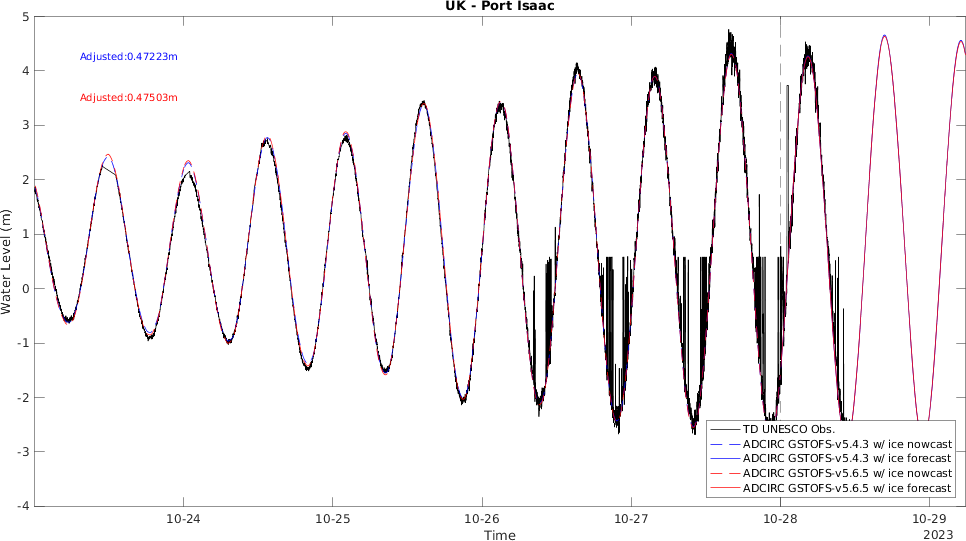 UK - Port Isaac
5
4
3
2
1
0
-1
-2
-3
-4
Water Level (m)
Adjusted:0.47223m
Adjusted:0.47503m
TD UNESCO Obs.
ADCIRC GSTOFS-v5.4.3 w/ ice nowcast
ADCIRC GSTOFS-v5.4.3 w/ ice forecast
ADCIRC GSTOFS-v5.6.5 w/ ice nowcast
ADCIRC GSTOFS-v5.6.5 w/ ice forecast
10-24 10-25 10-26 10-27 10-28 10-29
Time
2023